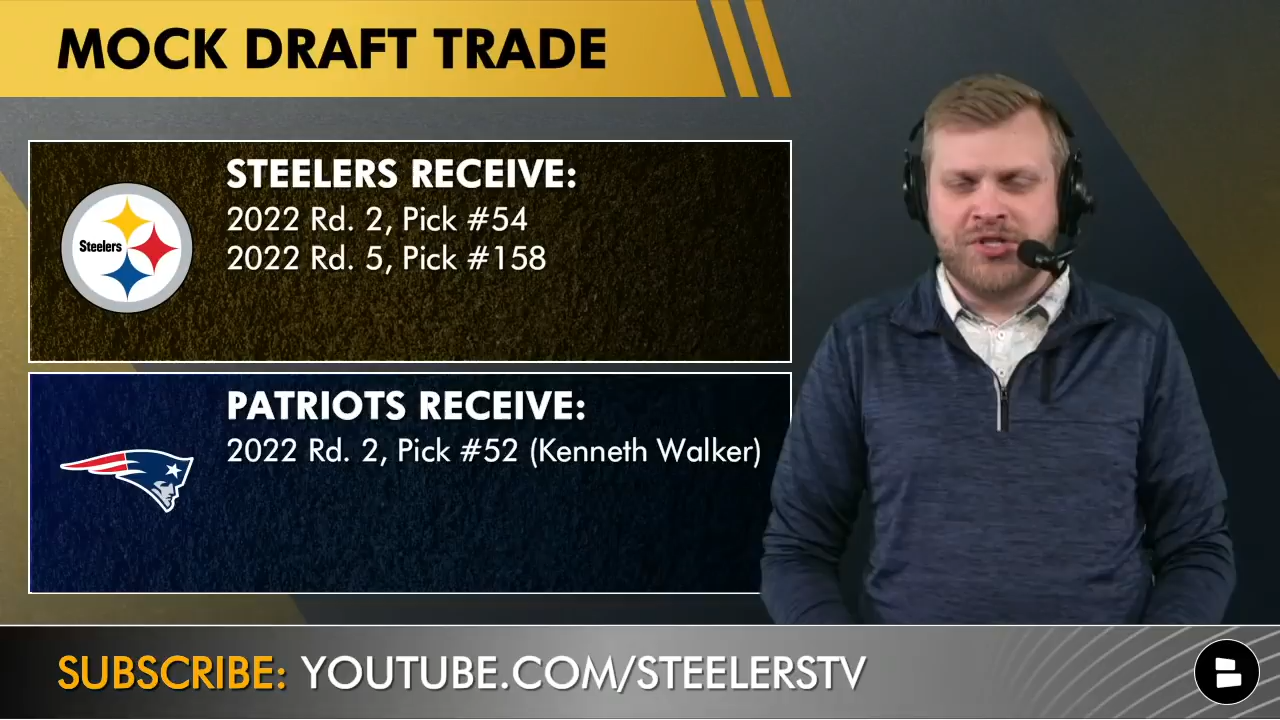 MOCK DRAFT TRADE
STEELERS RECEIVE:
2022 Rd. 2, Pick #54
2022 Rd. 5, Pick #158
Steelers
PATRIOTS RECEIVE:
2022 Rd. 2, Pick #52 (Kenneth Walker)
SUBSCRIBE: YOUTUBE.COM/STEELERSTV